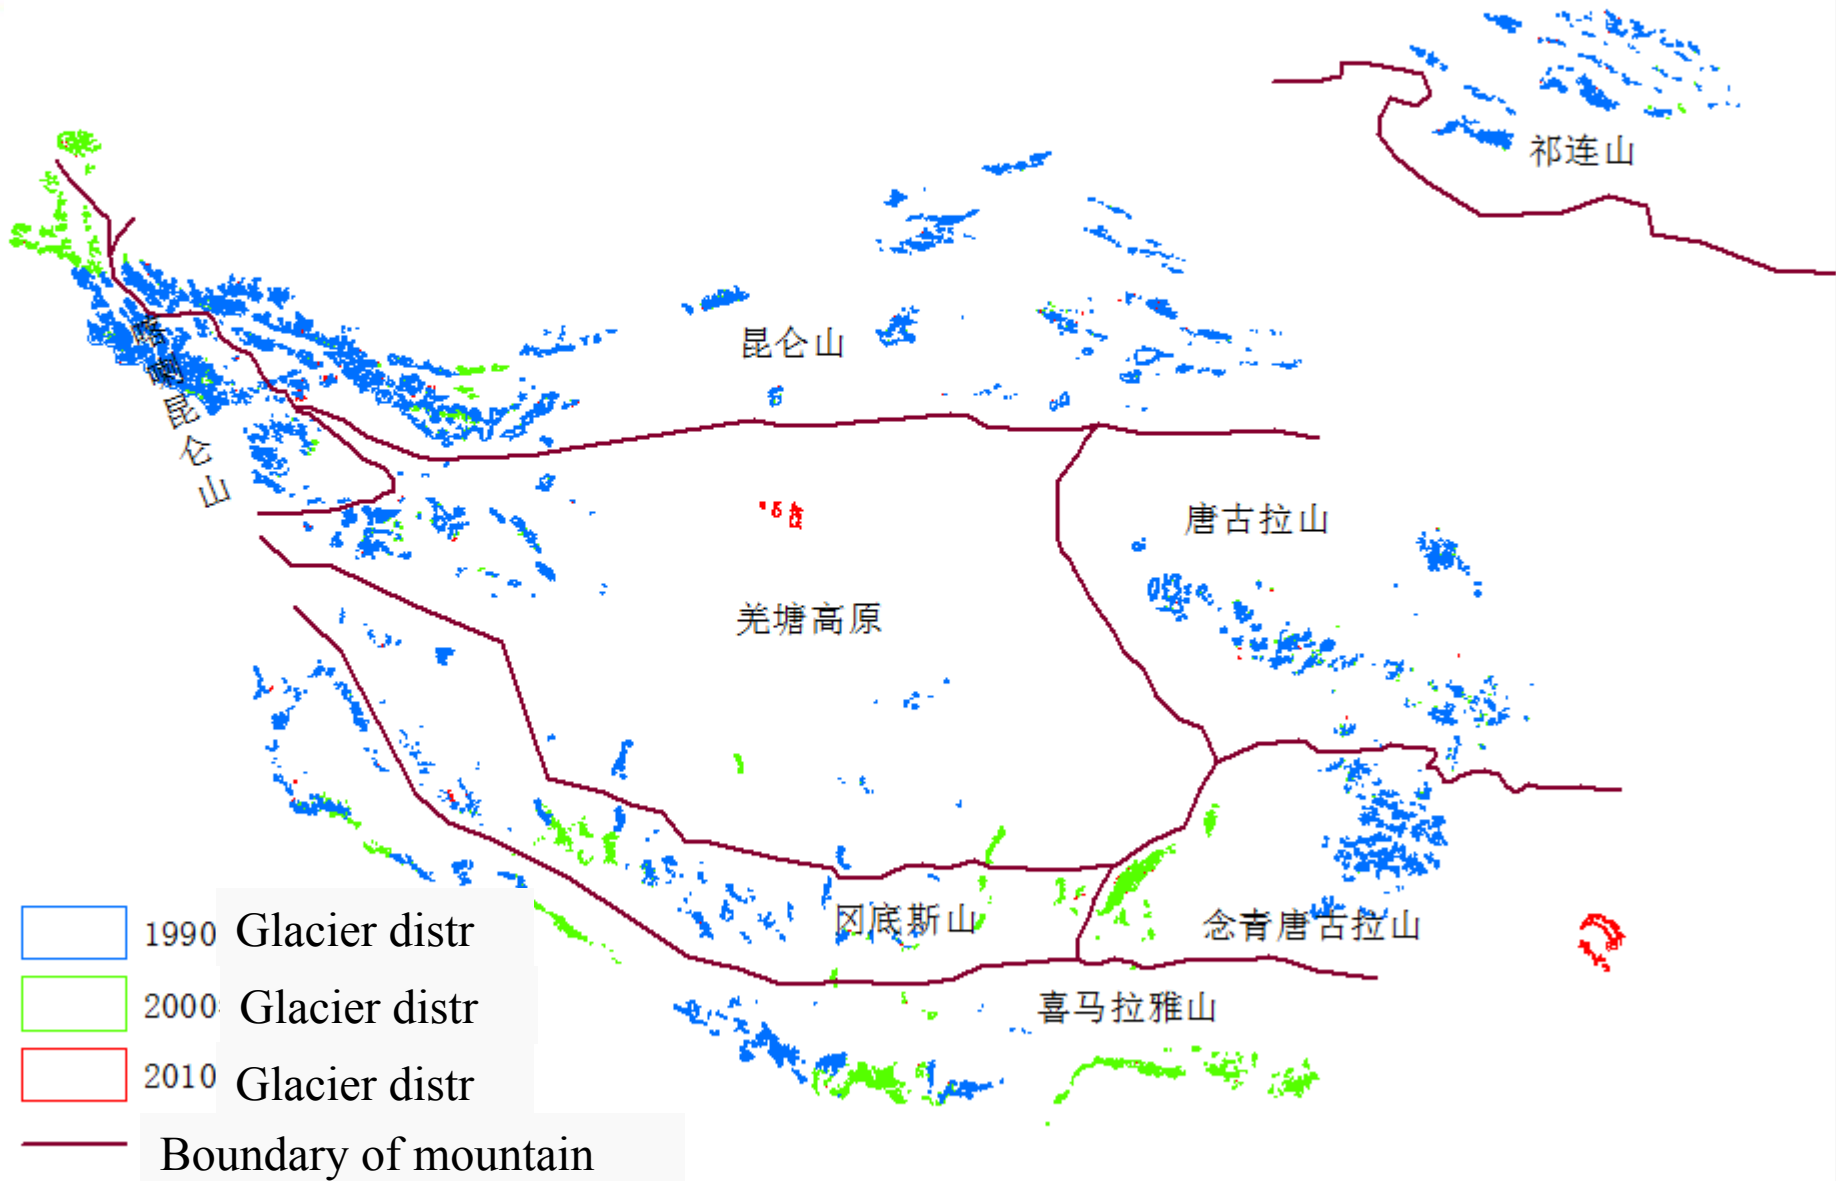 祁连山
昆仑山
喀喇昆仑山
唐古拉山
羌塘高原
冈底斯山
念青唐古拉山
喜马拉雅山
1990 Glacier distr
2000 Glacier distr
2010 Glacier distr
Boundary of mountain